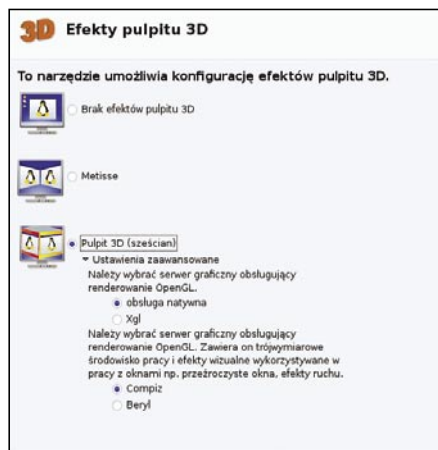 3D Efekty pulpitu 3D
To narzędzie umożliwia konfigurację efektów pulpitu 3D.
Brak efektów pulpitu 3D
Metisse
Pulpit 3D (sześcian)
Ustawienia zaawansowane
Należy wybrać serwer graficzny obsługujący
renderowanie OpenGL.
obsługa natywna
Xgl
Należy wybrać serwer graficzny obsługujący
renderowanie OpenGL. Zawiera on trójwymiarowe
środowisko pracy i efekty wizualne wykorzystywane w
pracy z oknami np. przeźroczyste okna, efekty ruchu.
Compiz
Beryl